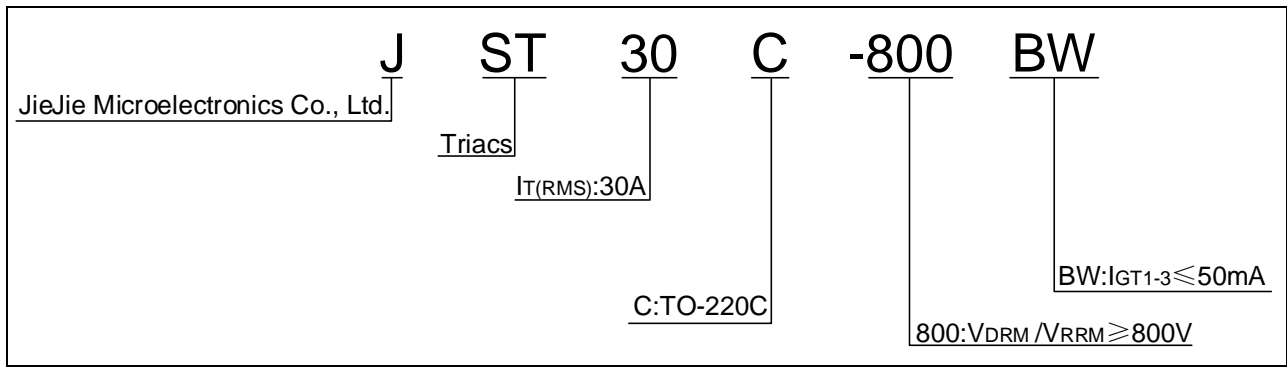 J ST 30 C -800 BW
JieJie Microelectronics Co., Ltd.
Triacs
IT(RMS):30A
BW:IGT1-3≤50mA
C:TO-220C
800:VDRM /VRRM≥800V